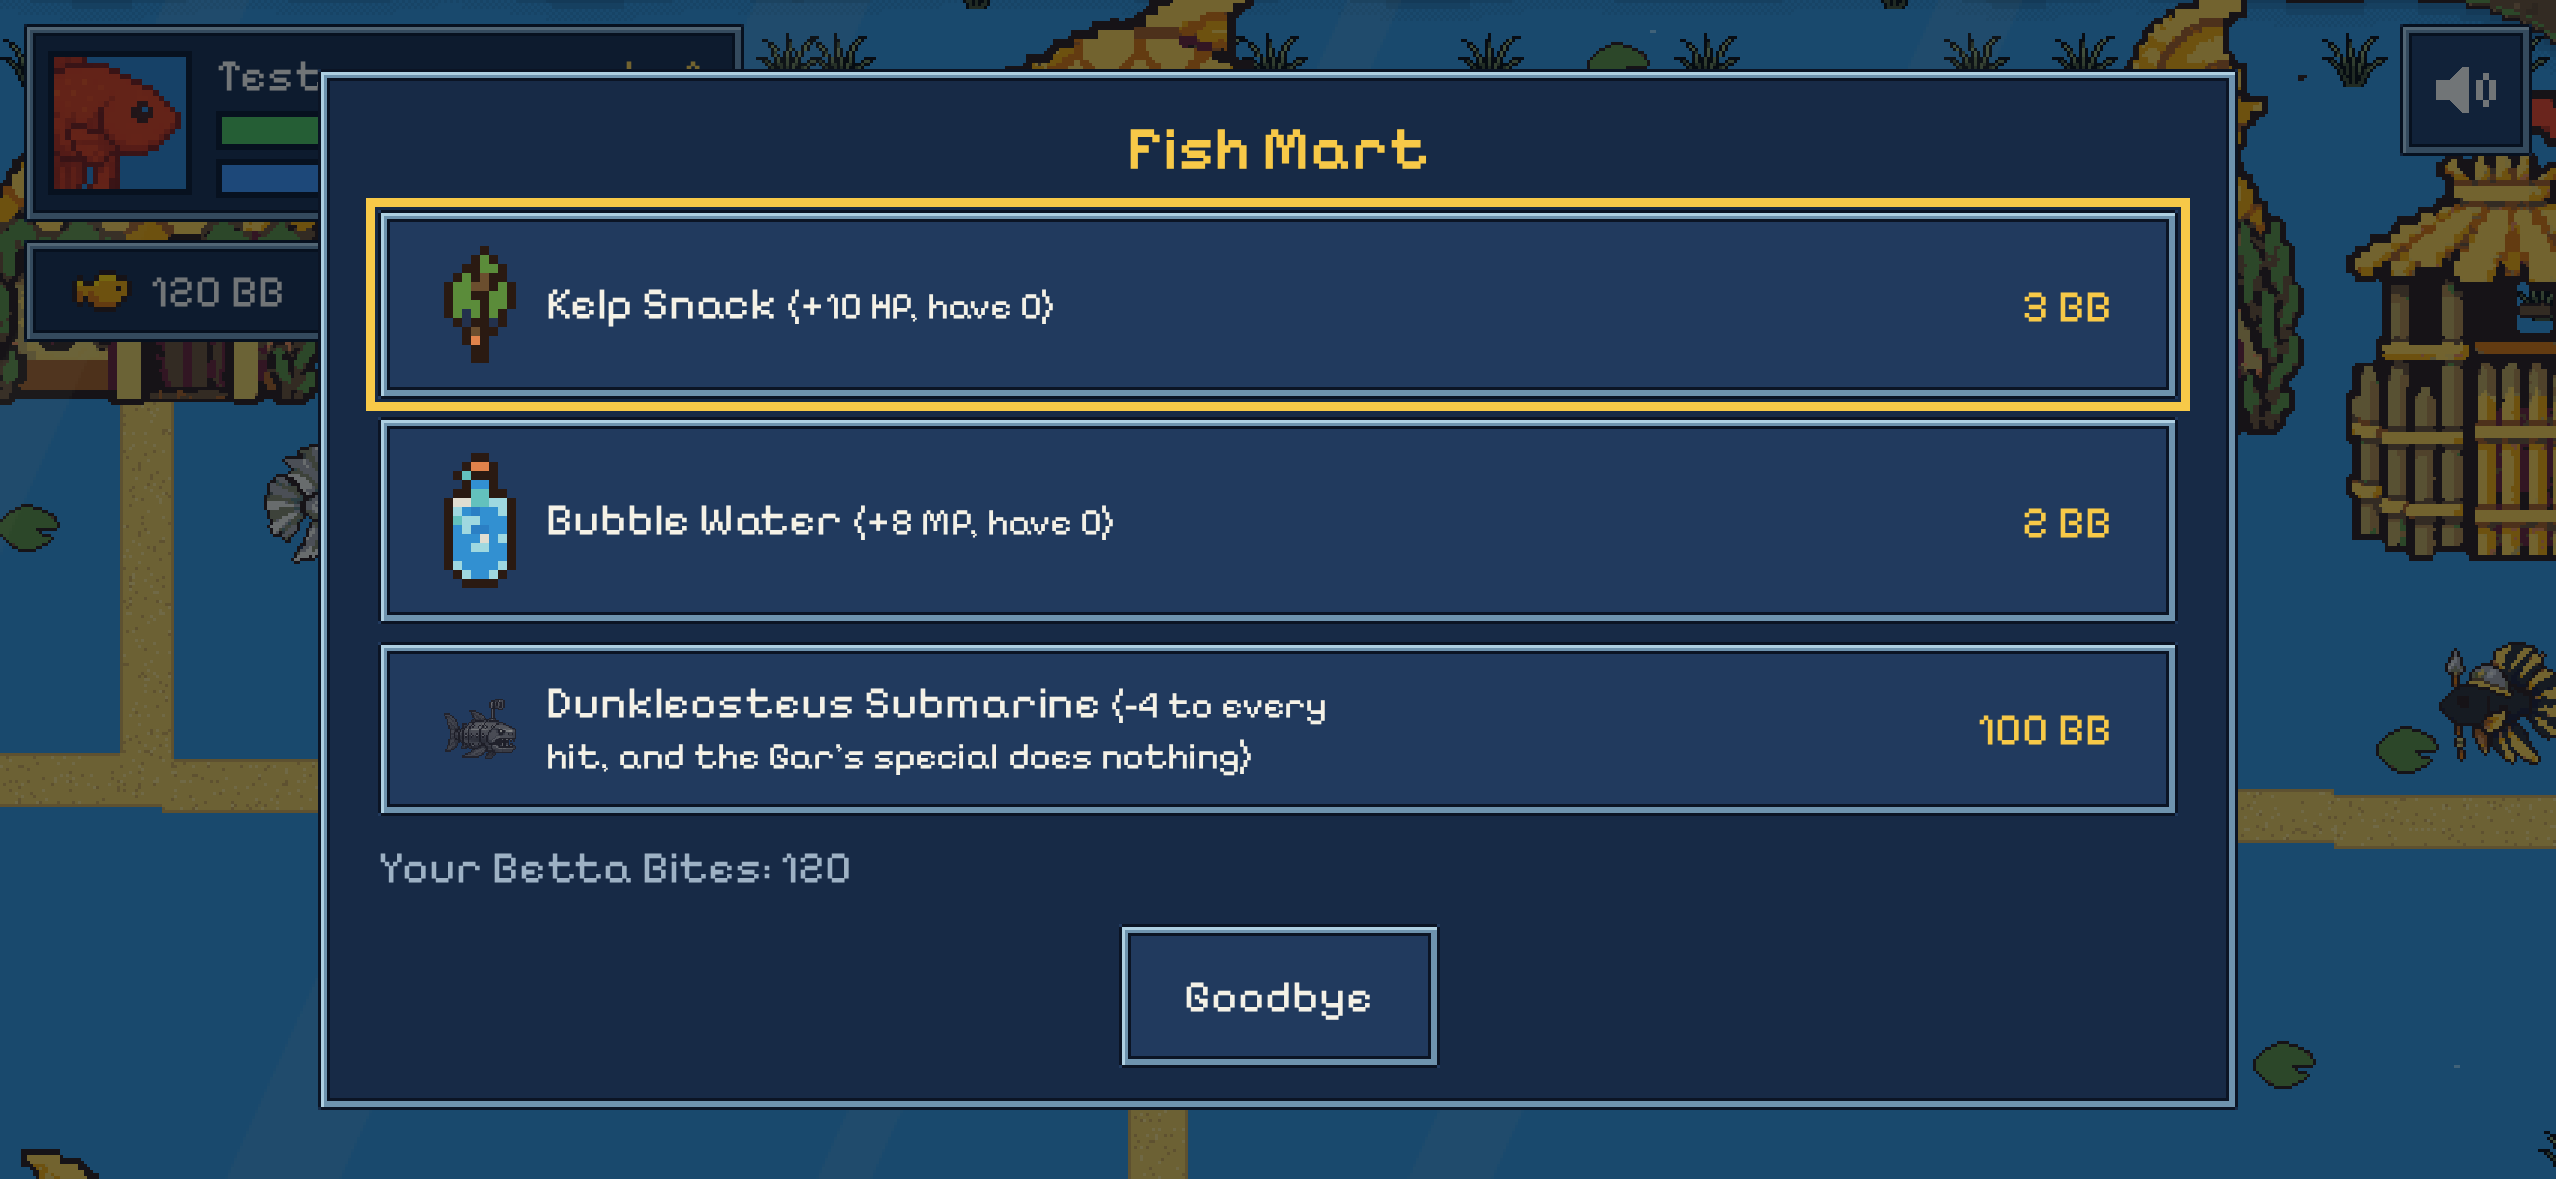 Test
120 BB
Fish Mart
Kelp Snack (+10 HP, have 0)
3 BB
Bubble Water (+8 MP, have 0)
2 BB
Dunkleosteus Submarine (-4 to every
hit, and the Gar's special does nothing)
100 BB
Your Betta Bites: 120
Goodbye